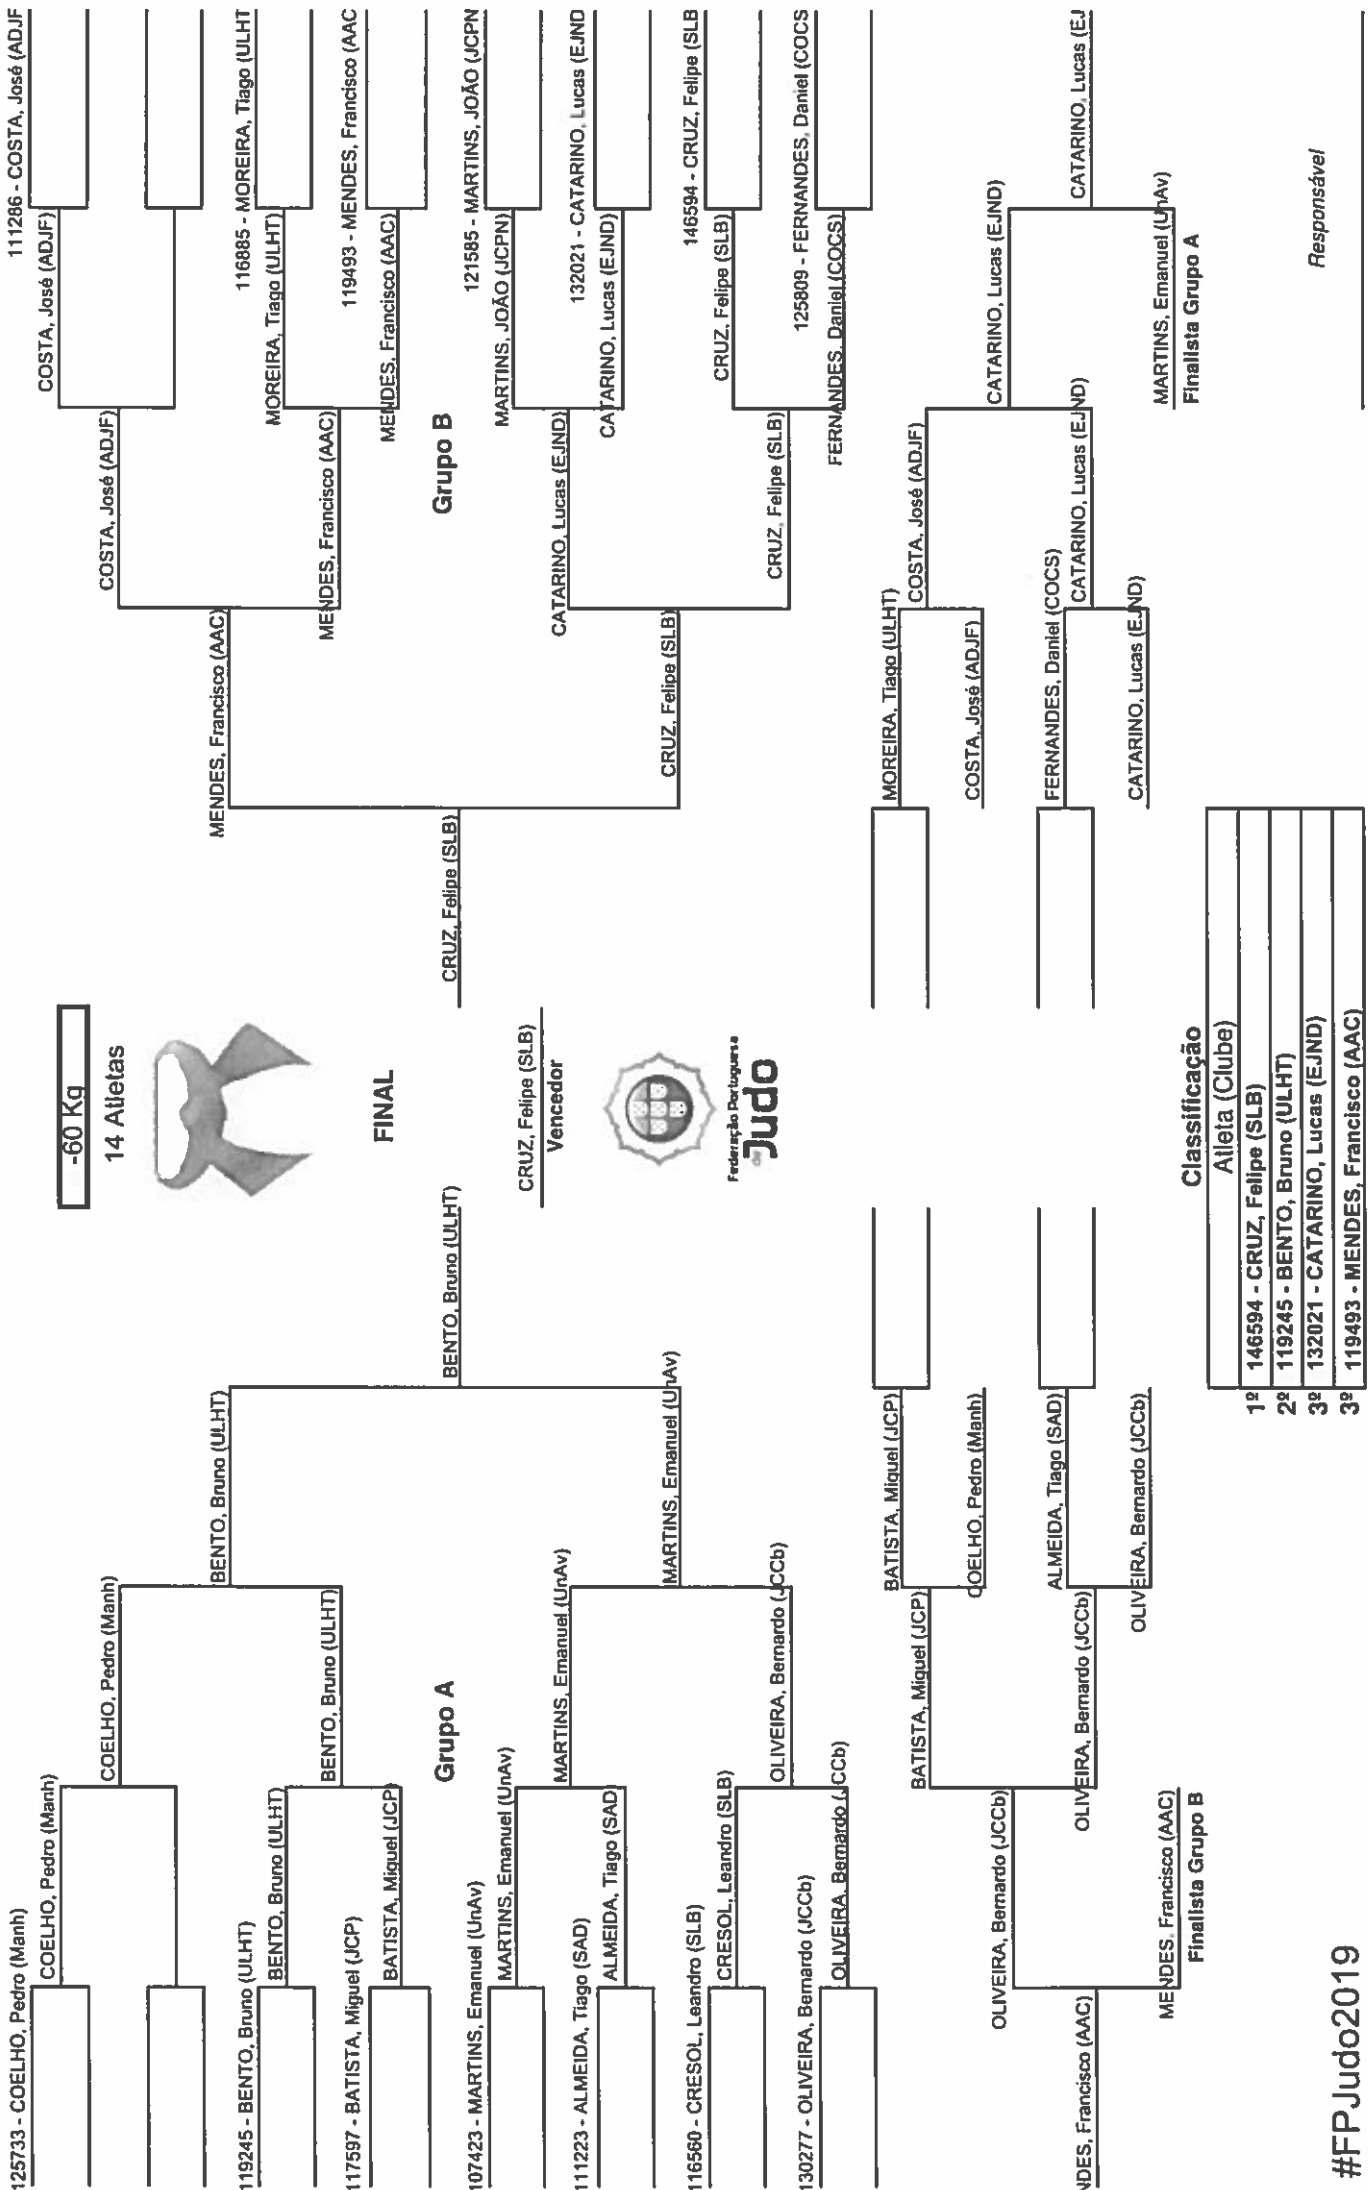 -60 Kg
14 Atletas
FINAL
CRUZ, Felipe (SLB)
Vencedor
Federação Portuguesa
de Judo
125733 - COELHO, Pedro (Manh)
COELHO, Pedro (Manh)
COELHO, Pedro (Manh)
119245 - BENTO, Bruno (ULHT)
BENTO, Bruno (ULHT)
BENTO, Bruno (ULHT)
117597 - BATISTA, Miguel (JCP)
BATISTA, Miguel (JCP)
BENTO, Bruno (ULHT)
BENTO, Bruno (ULHT)
Grupo A
107423 - MARTINS, Emanuel (UnAv)
MARTINS, Emanuel (UnAv)
MARTINS, Emanuel (UnAv)
111223 - ALMEIDA, Tiago (SAD)
ALMEIDA, Tiago (SAD)
MARTINS, Emanuel (UnAv)
116560 - CRESOL, Leandro (SLB)
CRESOL, Leandro (SLB)
OLIVEIRA, Bernardo (JCCb)
130277 - OLIVEIRA, Bernardo (JCCb)
OLIVEIRA, Bernardo (JCCb)
111286 - COSTA, José (ADJF
COSTA, José (ADJF)
COSTA, José (ADJF)
116885 - MOREIRA, Tiago (ULHT
MOREIRA, Tiago (ULHT)
MENDES, Francisco (AAC)
119493 - MENDES, Francisco (AAC
MENDES, Francisco (AAC)
MENDES, Francisco (AAC)
CRUZ, Felipe (SLB)
Grupo B
121585 - MARTINS, JOÃO (JCPN
MARTINS, JOÃO (JCPN)
CATARINO, Lucas (EJND)
132021 - CATARINO, Lucas (EJND
CATARINO, Lucas (EJND)
CRUZ, Felipe (SLB)
146594 - CRUZ, Felipe (SLB
CRUZ, Felipe (SLB)
CRUZ, Felipe (SLB)
125809 - FERNANDES, Daniel (COCS
FERNANDES, Daniel (COCS)
BATISTA, Miguel (JCP)
BATISTA, Miguel (JCP)
COELHO, Pedro (Manh)
OLIVEIRA, Bernardo (JCCb)
ALMEIDA, Tiago (SAD)
OLIVEIRA, Bernardo (JCCb)
OLIVEIRA, Bernardo (JCCb)
NDES, Francisco (AAC)
MENDES, Francisco (AAC)
Finalista Grupo B
MOREIRA, Tiago (ULHT)
COSTA, José (ADJF)
COSTA, José (ADJF)
CATARINO, Lucas (EJND)
FERNANDES, Daniel (COCS)
CATARINO, Lucas (EJND)
CATARINO, Lucas (EJND)
CATARINO, Lucas (EJ
MARTINS, Emanuel (UnAv)
Finalista Grupo A
Classificação
Atleta (Clube)
1º 146594 - CRUZ, Felipe (SLB)
2º 119245 - BENTO, Bruno (ULHT)
3º 132021 - CATARINO, Lucas (EJND)
3º 119493 - MENDES, Francisco (AAC)
Responsável
#FPJudo2019